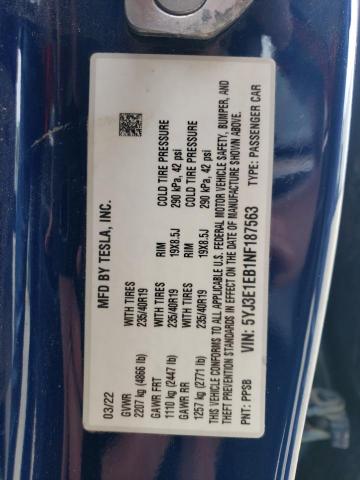 MFD BY TESLA, INC.
03/22
GVWR WITH TIRES RIM COLD TIRE PRESSURE
2207 kg (4866 lb) 235/40R19 19X8.5J 290 kPa, 42 psi
GAWR FRT
1110 kg (2447 lb)
GAWR RR WITH TIRES RIM COLD TIRE PRESSURE
1257 kg (2771 lb) 235/40R19 19X8.5J 290 kPa, 42 psi
THIS VEHICLE CONFORMS TO ALL APPLICABLE U.S. FEDERAL MOTOR VEHICLE SAFETY, BUMPER, AND
THEFT PREVENTION STANDARDS IN EFFECT ON THE DATE OF MANUFACTURE SHOWN ABOVE.
VIN: 5YJ3E1EB1NF187563
PNT: PPSB TYPE: PASSENGER CAR